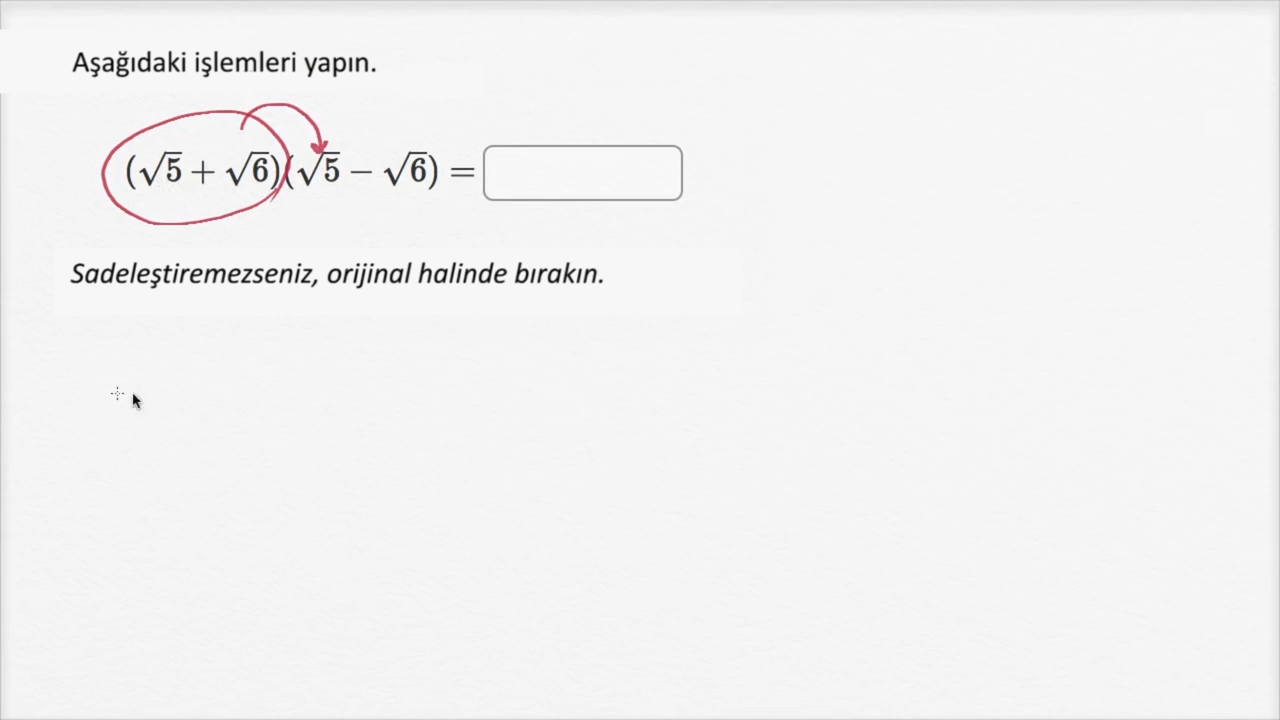 Aşağıdaki işlemleri yapın.
(√5 + √6)(√5 − √6) =
Sadeleştiremezseniz, orijinal halinde bırakın.